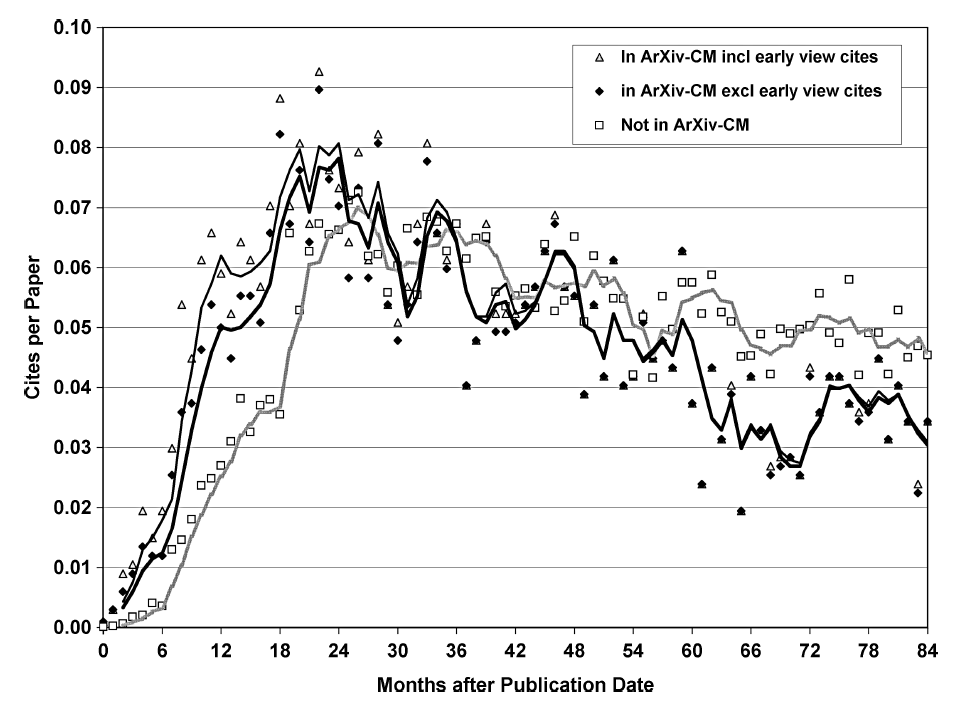 0.10
0.09
0.08
0.07
0.06
0.05
0.04
0.03
0.02
0.01
0.00
Cites per Paper
In ArXiv-CM incl early view cites
in ArXiv-CM excl early view cites
Not in ArXiv-CM
0 6 12 18 24 30 36 42 48 54 60 66 72 78 84
Months after Publication Date